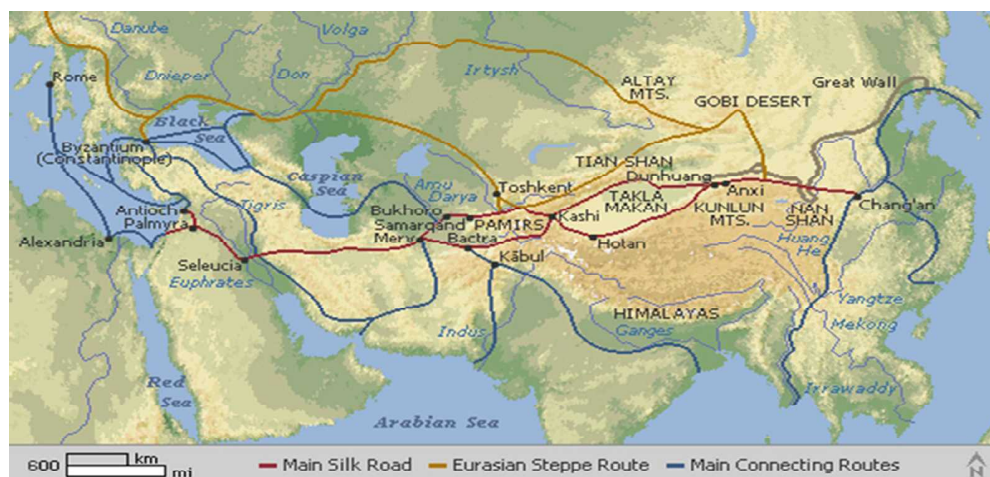 Danube
Volga
Rome
Dnieper
Don
Irtysh
ALTAY
MTS.
Great Wall
GOBI DESERT
Black
Sea
Byzantium
(Constantinople)
Caspian
Sea
TIAN SHAN
Dunhuang
Anxi
Amu
Darya
Toshkent
TAKLA
MAKAN
KUNLUN
MTS.
NAN
SHAN
Chang'an
Tigris
Antioch
Palmyra
Bukhoro
Samarqand
PAMIRS
Kashi
Alexandria
Merv
Bactra
Hotan
Huang
He
Seleucia
Euphrates
Kābul
Yangtze
HIMALAYAS
Indus
Ganges
Mekong
Red
Sea
Irrawaddy
Arabian Sea
600 km
mi
Main Silk Road
Eurasian Steppe Route
Main Connecting Routes
N